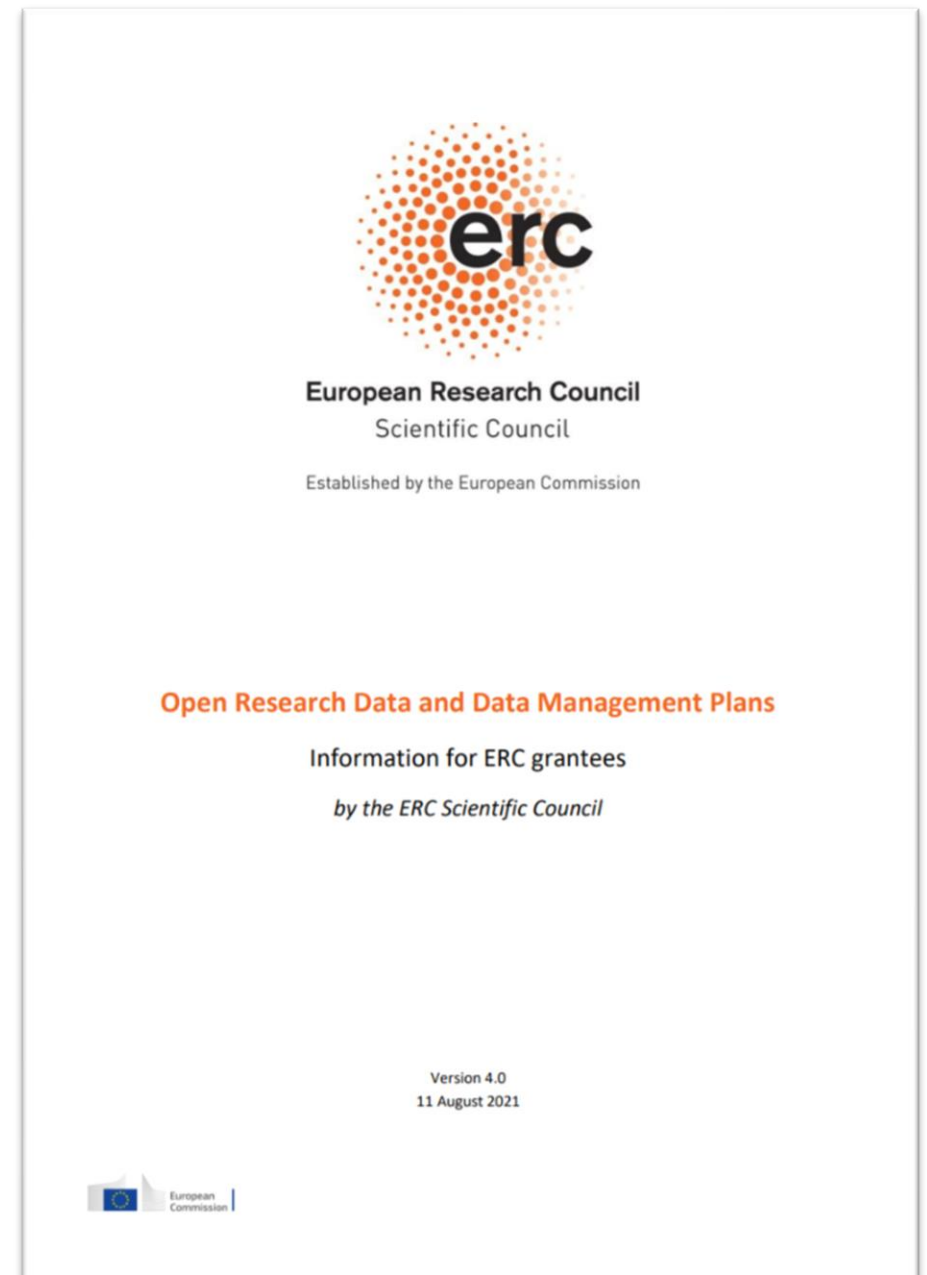 erc
European Research Council
Scientific Council
Established by the European Commission
Open Research Data and Data Management Plans
Information for ERC grantees
by the ERC Scientific Council
Version 4.0
11 August 2021
European
Commission